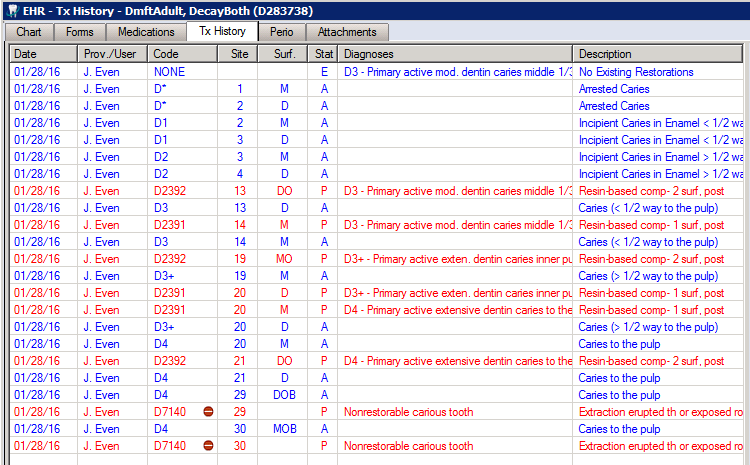 EHR - Tx History - DmftAdult, DecayBoth (D283738)
Chart Forms Medications Tx History Perio Attachments
Date Prov./User Code Site Surf. Stat Diagnoses Description
01/28/16 J. Even NONE E D3 - Primary active mod. dentin caries middle 1/3 No Existing Restorations
01/28/16 J. Even D* 1 M A Arrested Caries
01/28/16 J. Even D* 2 D A Arrested Caries
01/28/16 J. Even D1 2 M A Incipient Caries in Enamel < 1/2 wa
01/28/16 J. Even D1 3 D A Incipient Caries in Enamel < 1/2 wa
01/28/16 J. Even D2 3 M A Incipient Caries in Enamel > 1/2 wa
01/28/16 J. Even D2 4 D A Incipient Caries in Enamel > 1/2 wa
01/28/16 J. Even D2392 13 DO P D3 - Primary active mod. dentin caries middle 1/3 Resin-based comp- 2 surf, post
01/28/16 J. Even D3 13 D A Caries (< 1/2 way to the pulp)
01/28/16 J. Even D2391 14 M P D3 - Primary active mod. dentin caries middle 1/3 Resin-based comp- 1 surf, post
01/28/16 J. Even D3 14 M A Caries (< 1/2 way to the pulp)
01/28/16 J. Even D2392 19 MO P D3+ - Primary active exten. dentin caries inner pu Resin-based comp- 2 surf, post
01/28/16 J. Even D3+ 19 M A Caries (> 1/2 way to the pulp)
01/28/16 J. Even D2391 20 D P D3+ - Primary active exten. dentin caries inner pu Resin-based comp- 1 surf, post
01/28/16 J. Even D2391 20 M P D4 - Primary active extensive dentin caries to the Resin-based comp- 1 surf, post
01/28/16 J. Even D3+ 20 D A Caries (> 1/2 way to the pulp)
01/28/16 J. Even D4 20 M A Caries to the pulp
01/28/16 J. Even D2392 21 DO P D4 - Primary active extensive dentin caries to the Resin-based comp- 2 surf, post
01/28/16 J. Even D4 21 D A Caries to the pulp
01/28/16 J. Even D4 29 DOB A Caries to the pulp
01/28/16 J. Even D7140 29 P Nonrestorable carious tooth Extraction erupted th or exposed ro
01/28/16 J. Even D4 30 MOB A Caries to the pulp
01/28/16 J. Even D7140 30 P Nonrestorable carious tooth Extraction erupted th or exposed ro